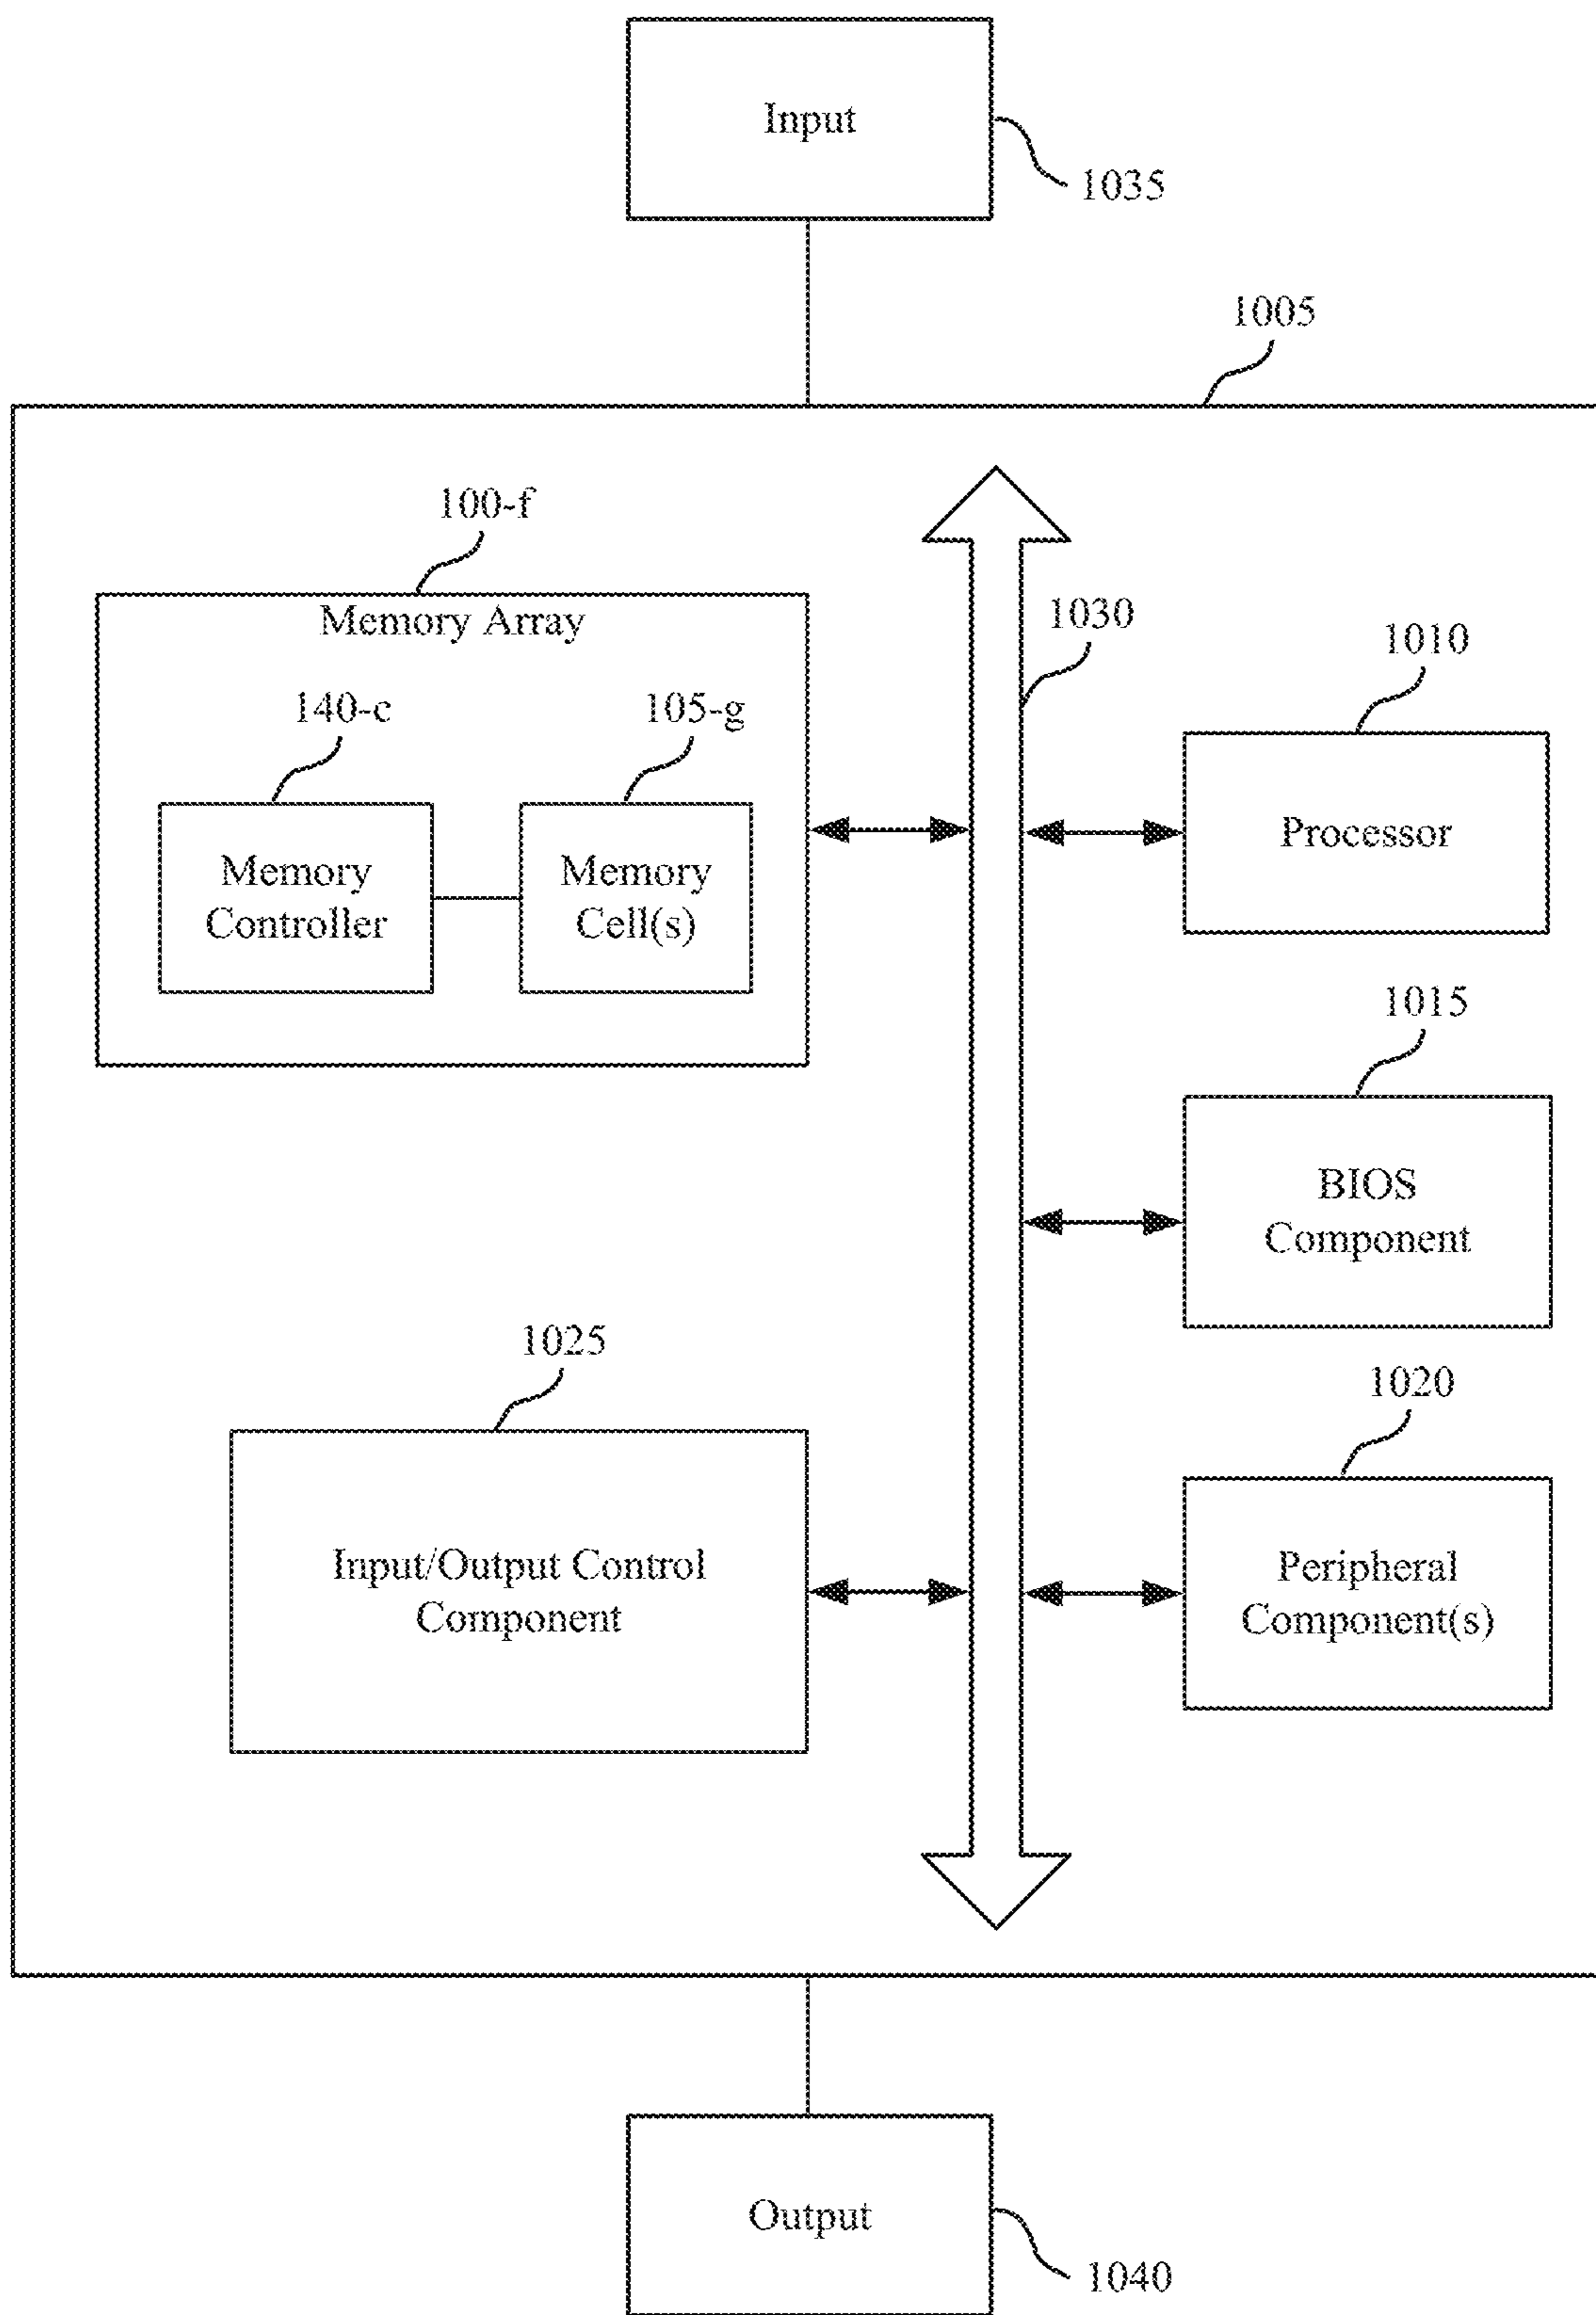 Input
1035
1005
100-f
Memory Array
1030
1010
140-c
105-g
Processor
Memory
Controller
Memory
Cell(s)
1015
BIOS
Component
1025
1020
Input/Output Control
Component
Peripheral
Component(s)
Output
1040